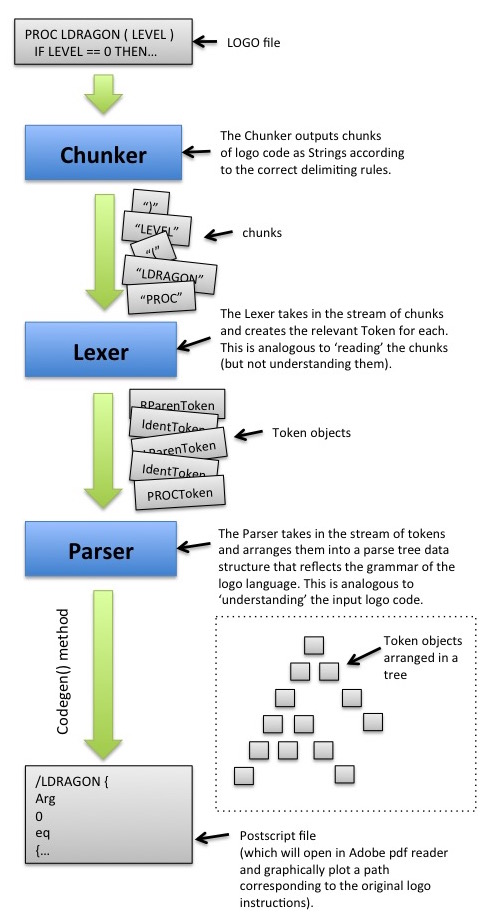 PROC LDRAGON ( LEVEL )
IF LEVEL == 0 THEN…
LOGO file
Chunker
The Chunker outputs chunks
of logo code as Strings according
to the correct delimiting rules.
“)”
“LEVEL”
“(”
“LDRAGON”
“PROC”
chunks
Lexer
The Lexer takes in the stream of chunks
and creates the relevant Token for each.
This is analogous to ‘reading’ the chunks
(but not understanding them).
RParenToken
IdentToken
LParenToken
IdentToken
PROCToken
Token objects
Parser
The Parser takes in the stream of tokens
and arranges them into a parse tree data
structure that reflects the grammar of the
logo language. This is analogous to
‘understanding’ the input logo code.
Codegen() method
Token objects
arranged in a
tree
/LDRAGON {
Arg
0
eq
{…
Postscript file
(which will open in Adobe pdf reader
and graphically plot a path
corresponding to the original logo
instructions).